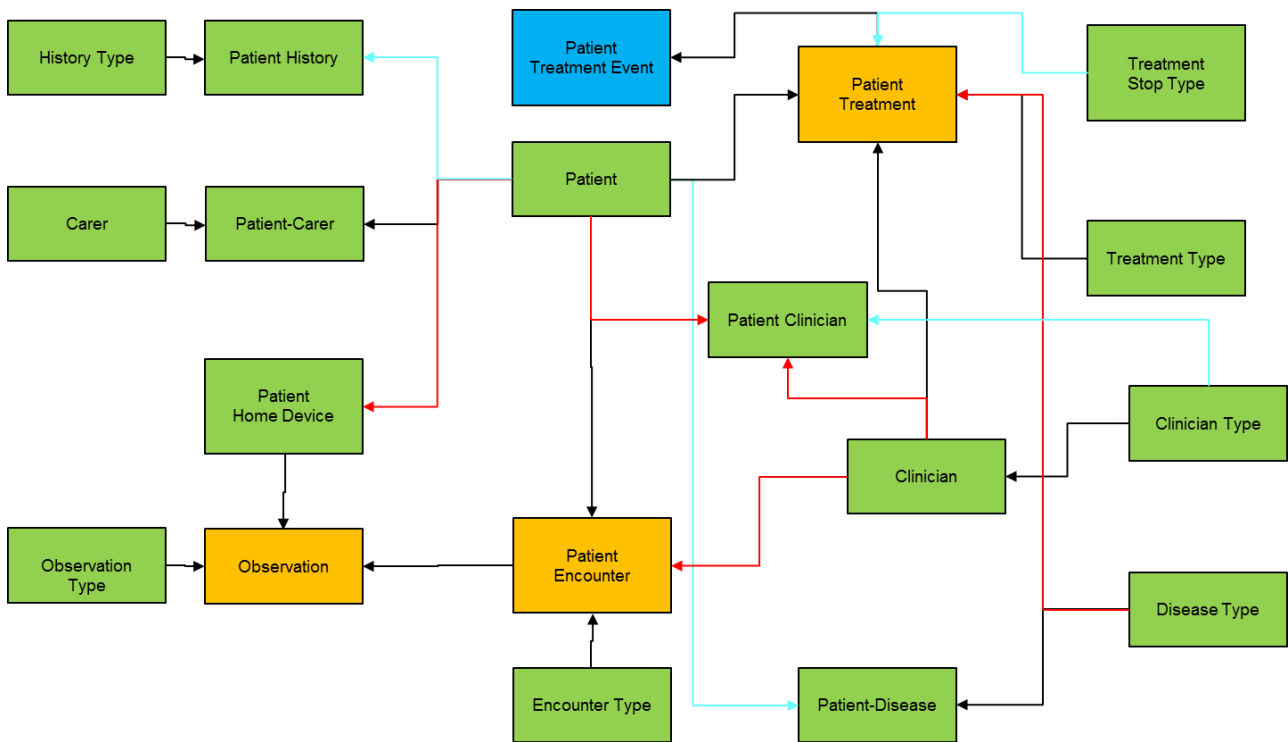 History Type
Patient History
Patient
Treatment Event
Patient
Treatment
Treatment
Stop Type
Patient
Carer
Patient-Carer
Treatment Type
Patient Clinician
Patient
Home Device
Clinician Type
Clinician
Observation
Type
Observation
Patient
Encounter
Disease Type
Encounter Type
Patient-Disease